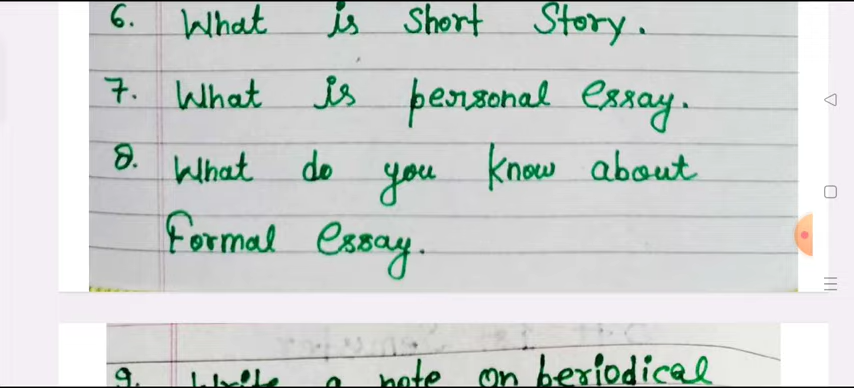 6. What is Short Story.
7. What is personal essay.
8. What do you know about
Formal essay.
9. Write a note on periodical